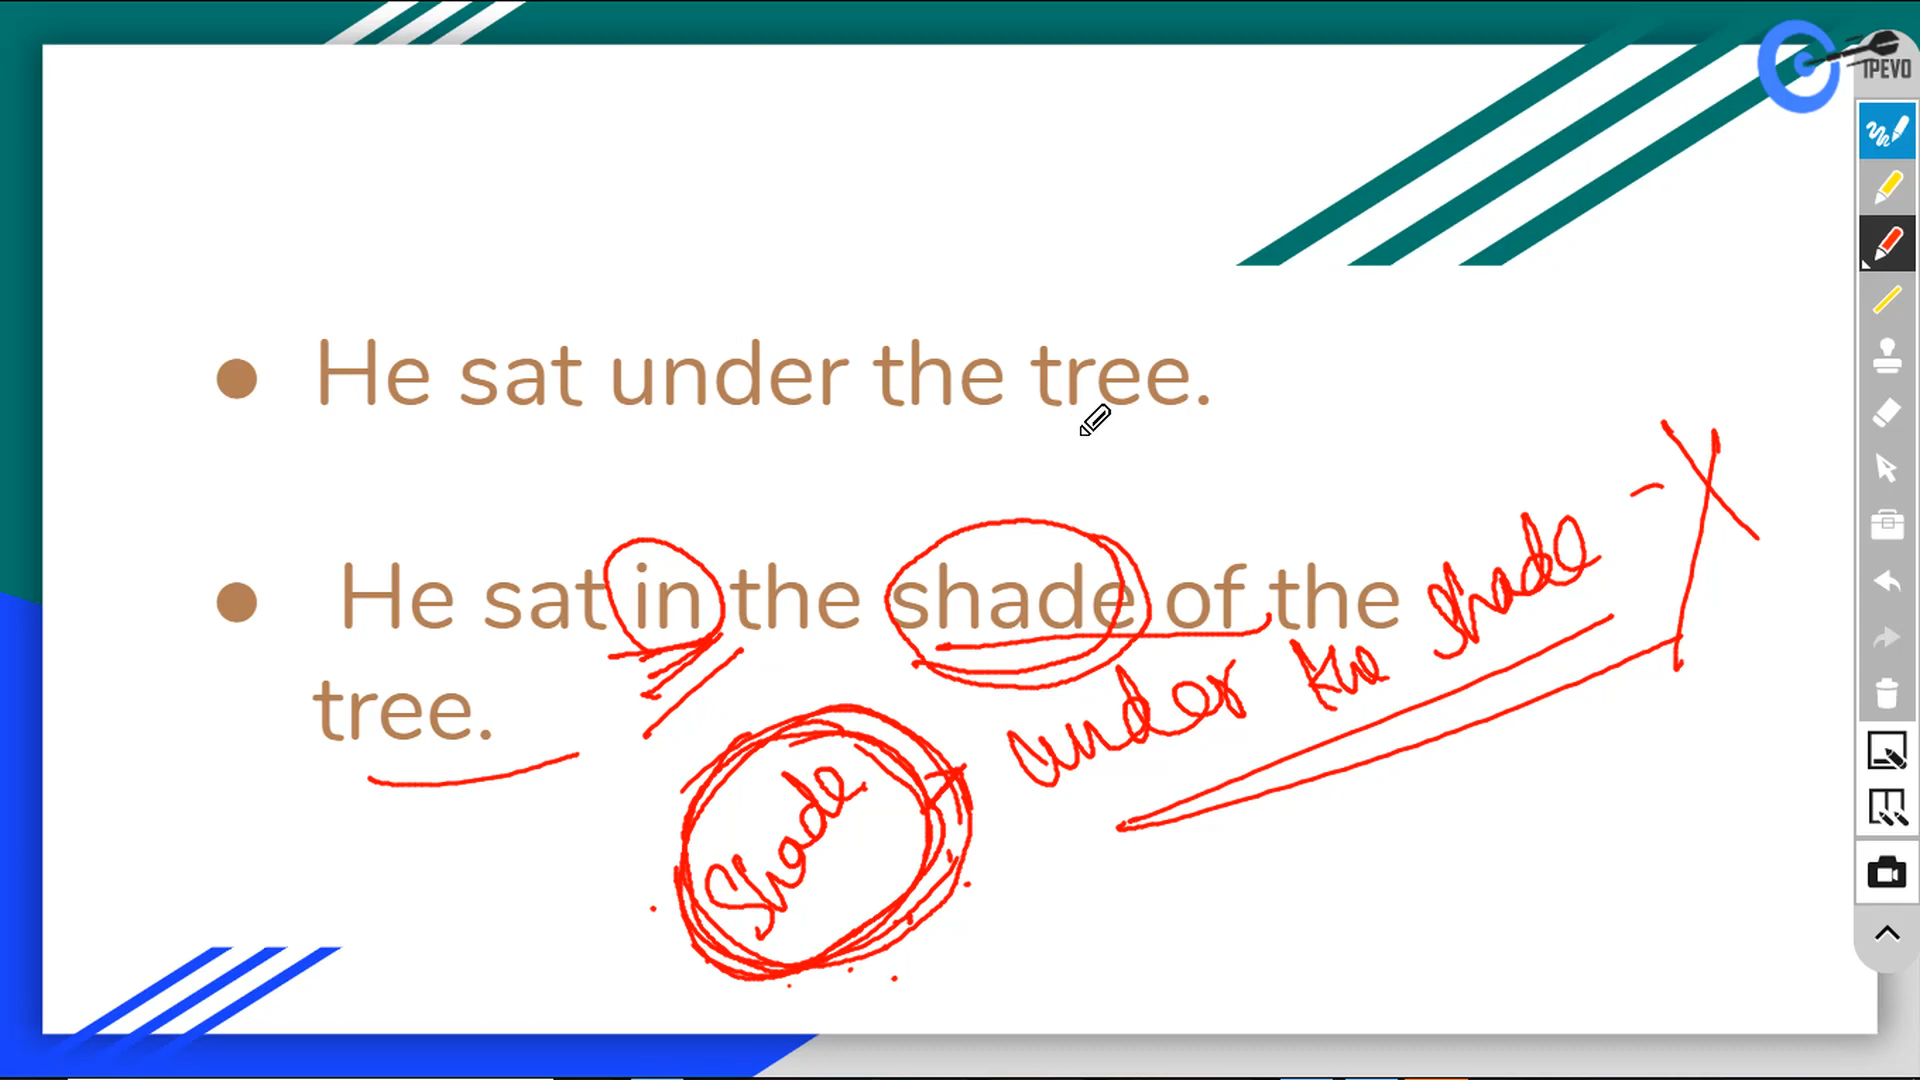 IPEVO
● He sat under the tree.
● He sat in the shade of the
tree.
under the shade - X
Shade